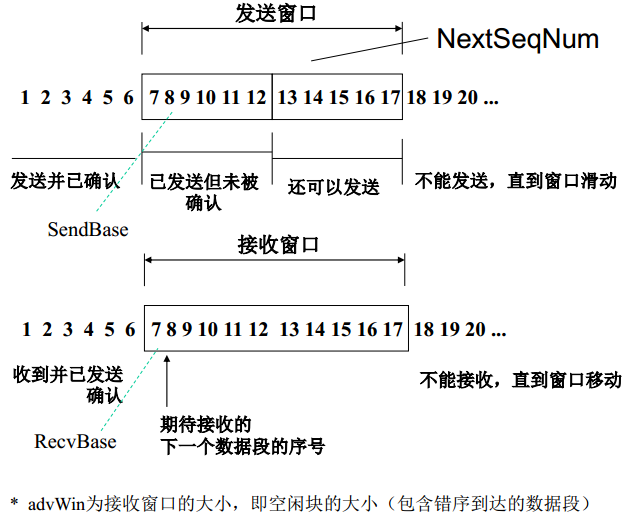 发送窗口
NextSeqNum
1 2 3 4 5 6 7 8 9 10 11 12 13 14 15 16 17 18 19 20 ...
发送并已确认 已发送但未被 还可以发送 不能发送，直到窗口滑动
确认
SendBase
接收窗口
1 2 3 4 5 6 7 8 9 10 11 12 13 14 15 16 17 18 19 20 ...
收到并已发送 不能接收，直到窗口移动
确认
期待接收的
RecvBase 下一个数据段的序号
* advWin为接收窗口的大小，即空闲块的大小（包含错序到达的数据段）